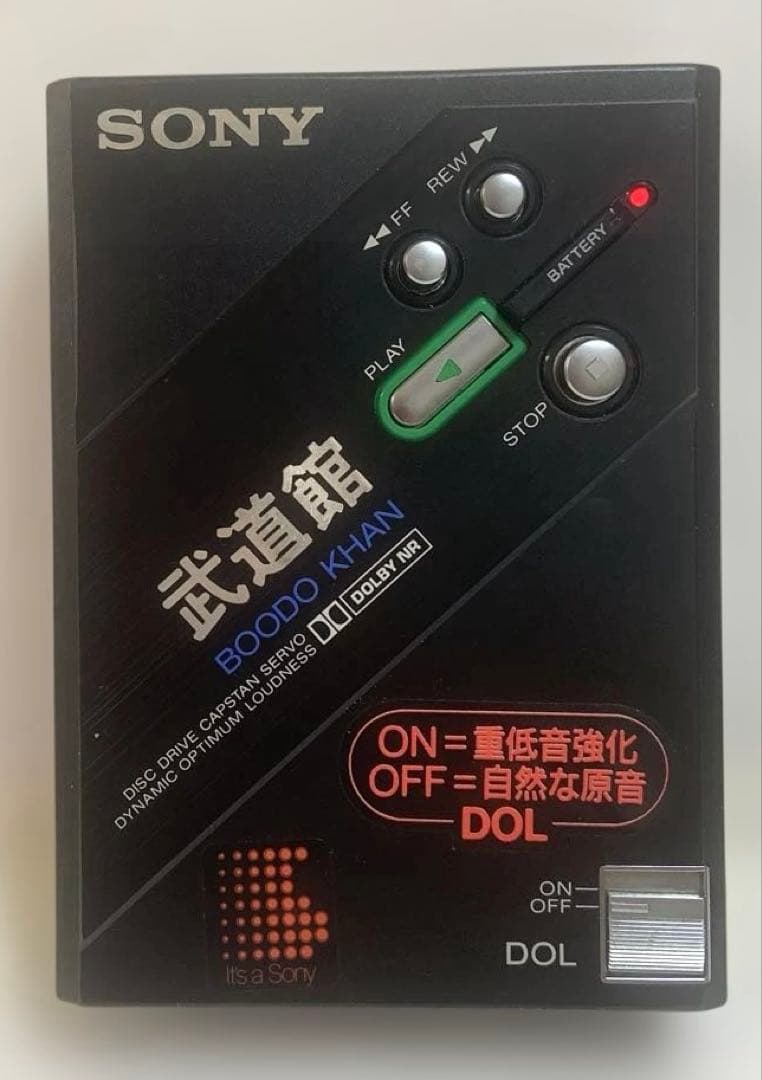 SONY
REW ▶▶
◀◀ FF
BATTERY
PLAY
STOP
武道館
BOODO KHAN
DISC DRIVE CAPSTAN SERVO
DYNAMIC OPTIMUM LOUDNESS
DOLBY NR
ON=重低音強化
OFF=自然な原音
DOL
ON
OFF
DOL
It's a Sony